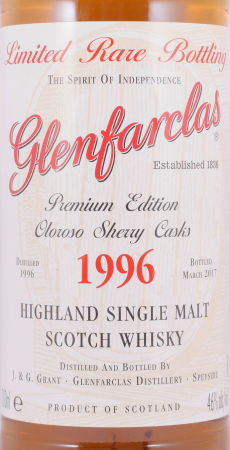 Limited Rare Bottling
THE SPIRIT OF INDEPENDENCE
Glenfarclas®
Established 1836
Premium Edition
Oloroso Sherry Casks
DISTILLED
1996
1996
BOTTLED
MARCH 2017
HIGHLAND SINGLE MALT
SCOTCH WHISKY
DISTILLED AND BOTTLED BY
J. & G. GRANT · GLENFARCLAS DISTILLERY · SPEYSIDE
PRODUCT OF SCOTLAND